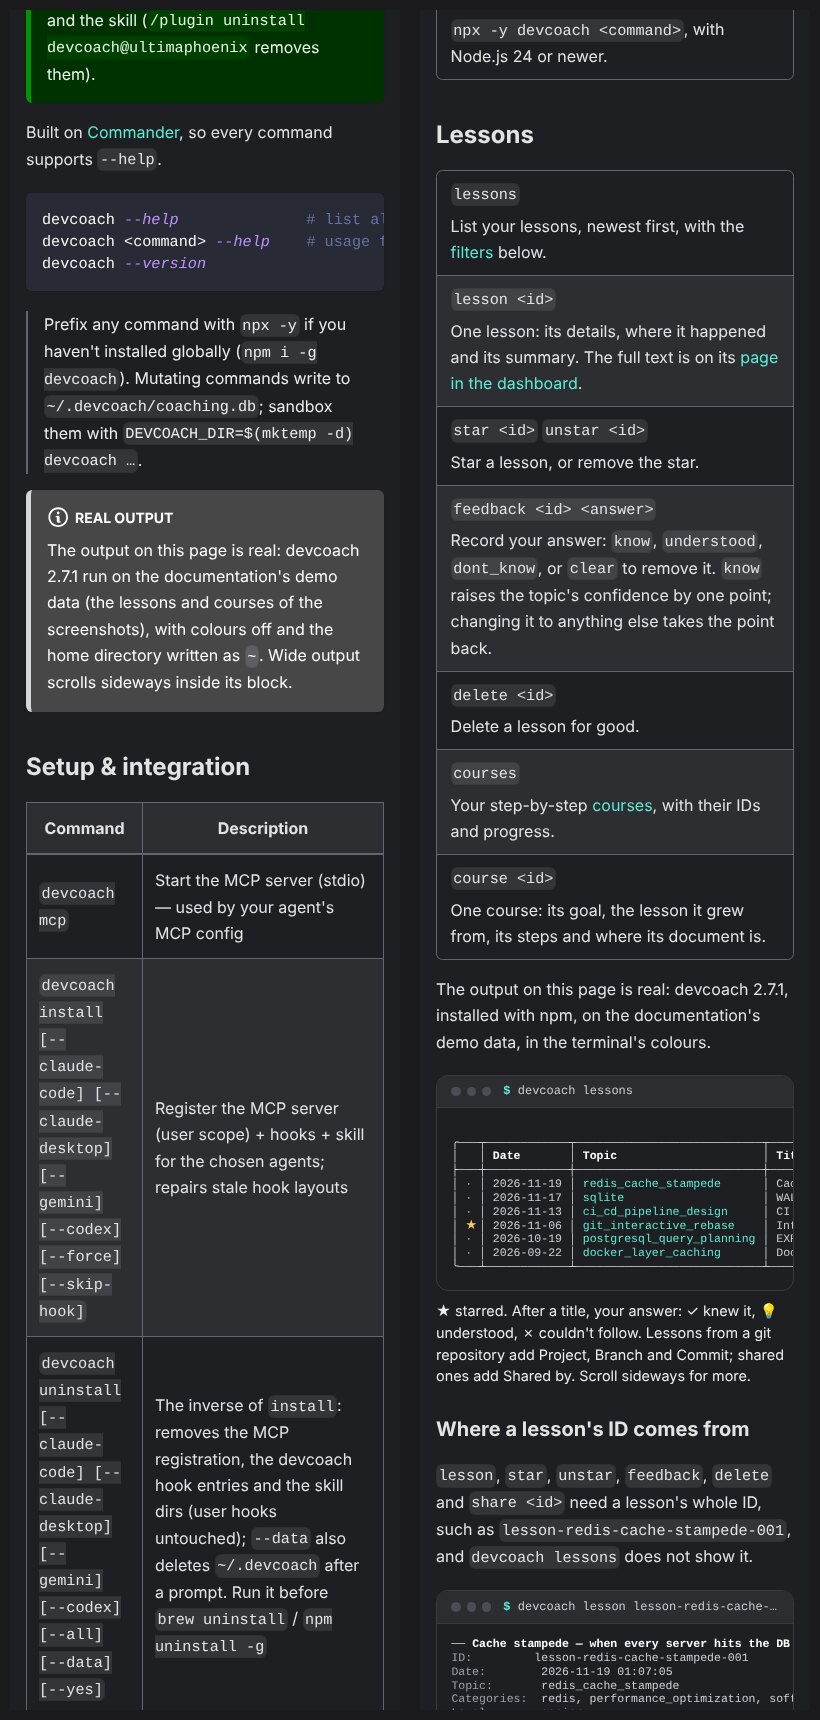 and the skill (/plugin uninstall
devcoach@ultimaphoenix removes
them).
Built on Commander, so every command
supports --help.
devcoach --help # list al
devcoach <command> --help # usage f
devcoach --version
Prefix any command with npx -y if you
haven't installed globally (npm i -g
devcoach). Mutating commands write to
~/.devcoach/coaching.db; sandbox
them with DEVCOACH_DIR=$(mktemp -d)
devcoach ….
REAL OUTPUT
The output on this page is real: devcoach
2.7.1 run on the documentation's demo
data (the lessons and courses of the
screenshots), with colours off and the
home directory written as ~. Wide output
scrolls sideways inside its block.
Setup & integration
Command Description
devcoach
mcp
Start the MCP server (stdio)
— used by your agent's
MCP config
devcoach
install
[--
claude-
code] [--
claude-
desktop]
[--
gemini]
[--codex]
[--force]
[--skip-
hook]
Register the MCP server
(user scope) + hooks + skill
for the chosen agents;
repairs stale hook layouts
devcoach
uninstall
[--
claude-
code] [--
claude-
desktop]
[--
gemini]
[--codex]
[--all]
[--data]
[--yes]
The inverse of install:
removes the MCP
registration, the devcoach
hook entries and the skill
dirs (user hooks
untouched); --data also
deletes ~/.devcoach after
a prompt. Run it before
brew uninstall / npm
uninstall -g
npx -y devcoach <command>, with
Node.js 24 or newer.
Lessons
lessons
List your lessons, newest first, with the
filters below.
lesson <id>
One lesson: its details, where it happened
and its summary. The full text is on its page
in the dashboard.
star <id> unstar <id>
Star a lesson, or remove the star.
feedback <id> <answer>
Record your answer: know, understood,
dont_know, or clear to remove it. know
raises the topic's confidence by one point;
changing it to anything else takes the point
back.
delete <id>
Delete a lesson for good.
courses
Your step-by-step courses, with their IDs
and progress.
course <id>
One course: its goal, the lesson it grew
from, its steps and where its document is.
The output on this page is real: devcoach 2.7.1,
installed with npm, on the documentation's
demo data, in the terminal's colours.
$ devcoach lessons
Date Topic Tit
· 2026-11-19 redis_cache_stampede Cac
· 2026-11-17 sqlite WAL
· 2026-11-13 ci_cd_pipeline_design CI
★ 2026-11-06 git_interactive_rebase Int
· 2026-10-19 postgresql_query_planning EXP
· 2026-09-22 docker_layer_caching Doc
★ starred. After a title, your answer: ✓ knew it, 💡
understood, × couldn't follow. Lessons from a git
repository add Project, Branch and Commit; shared
ones add Shared by. Scroll sideways for more.
Where a lesson's ID comes from
lesson, star, unstar, feedback, delete
and share <id> need a lesson's whole ID,
such as lesson-redis-cache-stampede-001,
and devcoach lessons does not show it.
$ devcoach lesson lesson-redis-cache-…
── Cache stampede — when every server hits the DB
ID: lesson-redis-cache-stampede-001
Date: 2026-11-19 01:07:05
Topic: redis_cache_stampede
Categories: redis, performance_optimization, soft